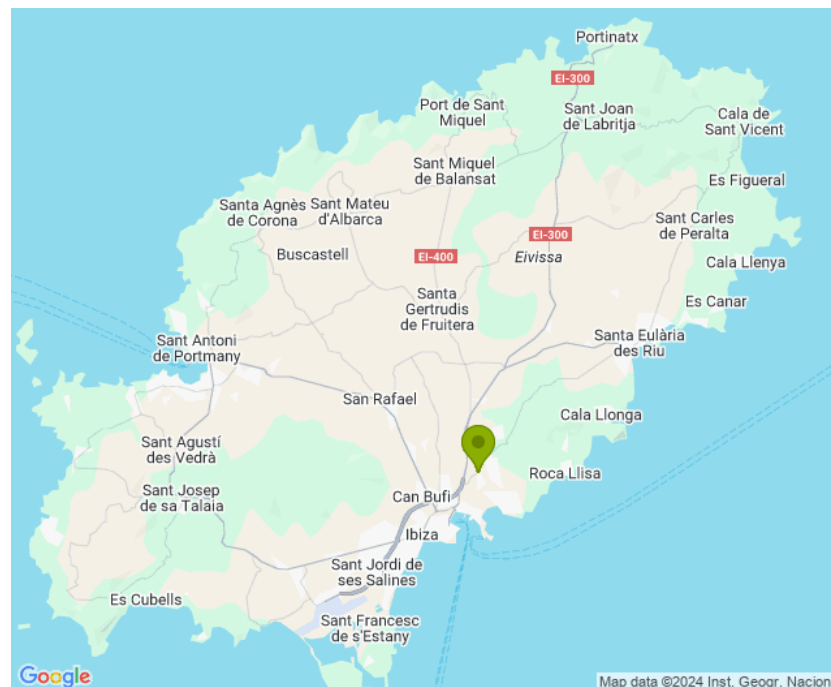 Portinatx
EI-300
Port de Sant
Miquel
Sant Joan
de Labritja
Cala de
Sant Vicent
Sant Miquel
de Balansat
Es Figueral
Santa Agnès
de Corona
Sant Mateu
d'Albarca
Sant Carles
de Peralta
EI-300
Buscastell
EI-400
Eivissa
Cala Llenya
Santa
Gertrudis
de Fruitera
Es Canar
Sant Antoni
de Portmany
Santa Eulària
des Riu
San Rafael
Cala Llonga
Sant Agustí
des Vedrà
Roca Llisa
Sant Josep
de sa Talaia
Can Bufí
Ibiza
Sant Jordi de
ses Salines
Es Cubells
Sant Francesc
de s'Estany
Google
Map data ©2024 Inst. Geogr. Nacion